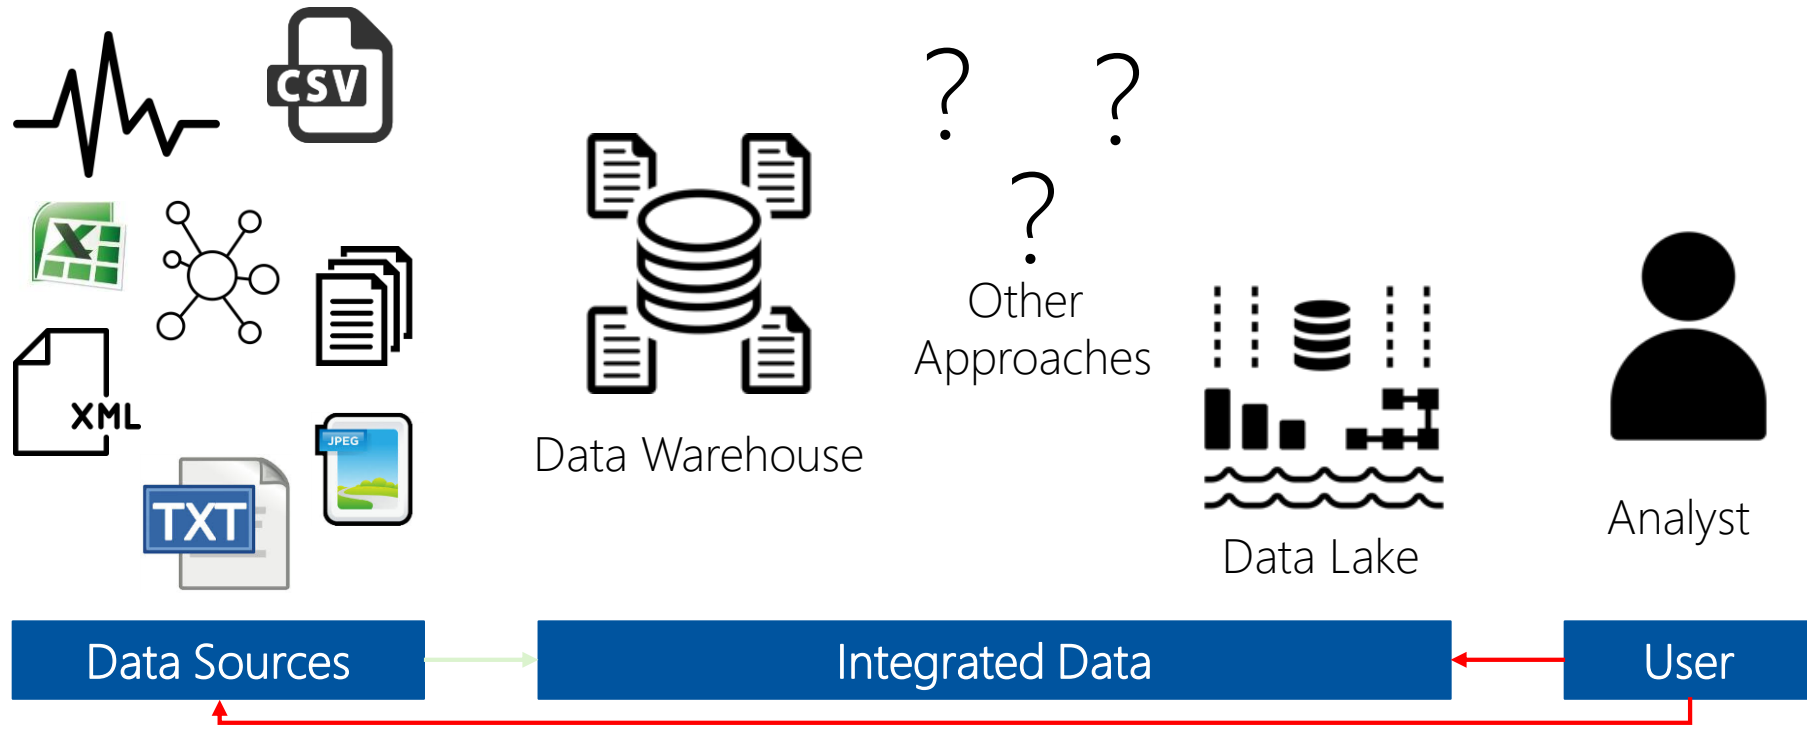 CSV
X
XML
JPEG
TXT
Data Warehouse
?
?
?
Other
Approaches
Data Lake
Analyst
Data Sources
Integrated Data
User